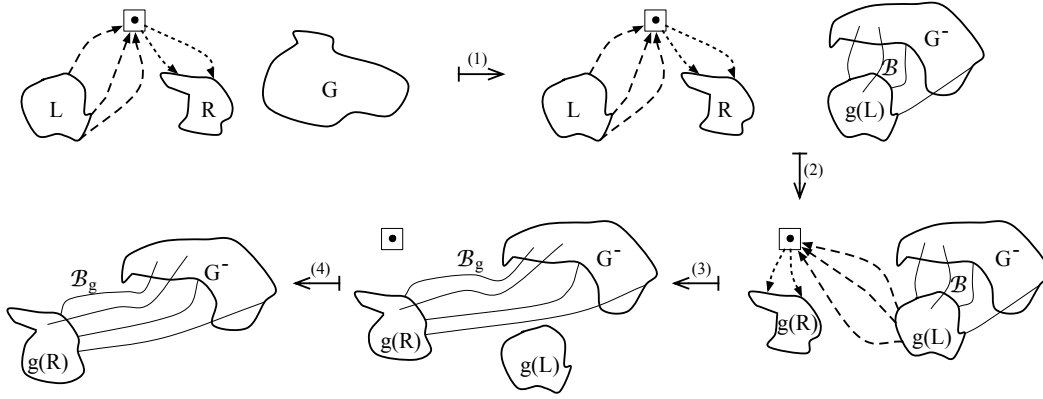 L
R
G
(1)
L
R
G⁻
ℬ
g(L)
(2)
ℬg
G⁻
(4)
g(R)
ℬg
G⁻
(3)
g(R)
g(L)
G⁻
ℬ
g(R)
g(L)